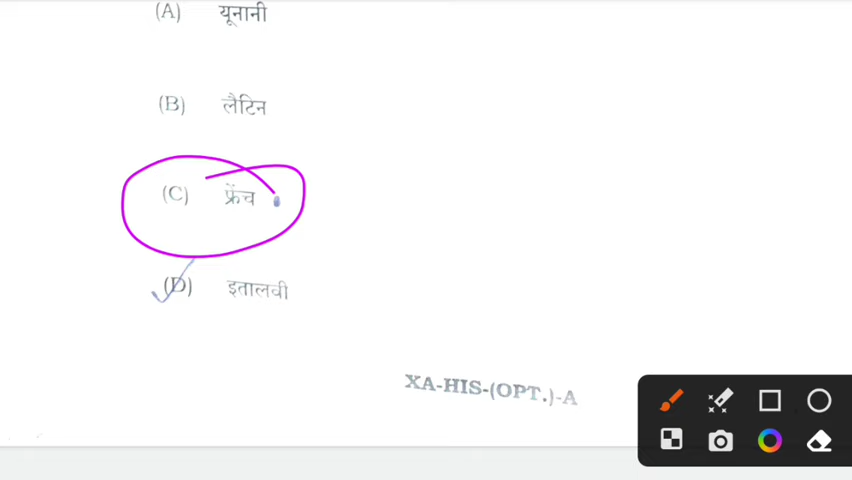 (A) यूनानी
(B) लैटिन
(C) फ्रेंच
(D) इतालवी
XA-HIS-(OPT.)-A